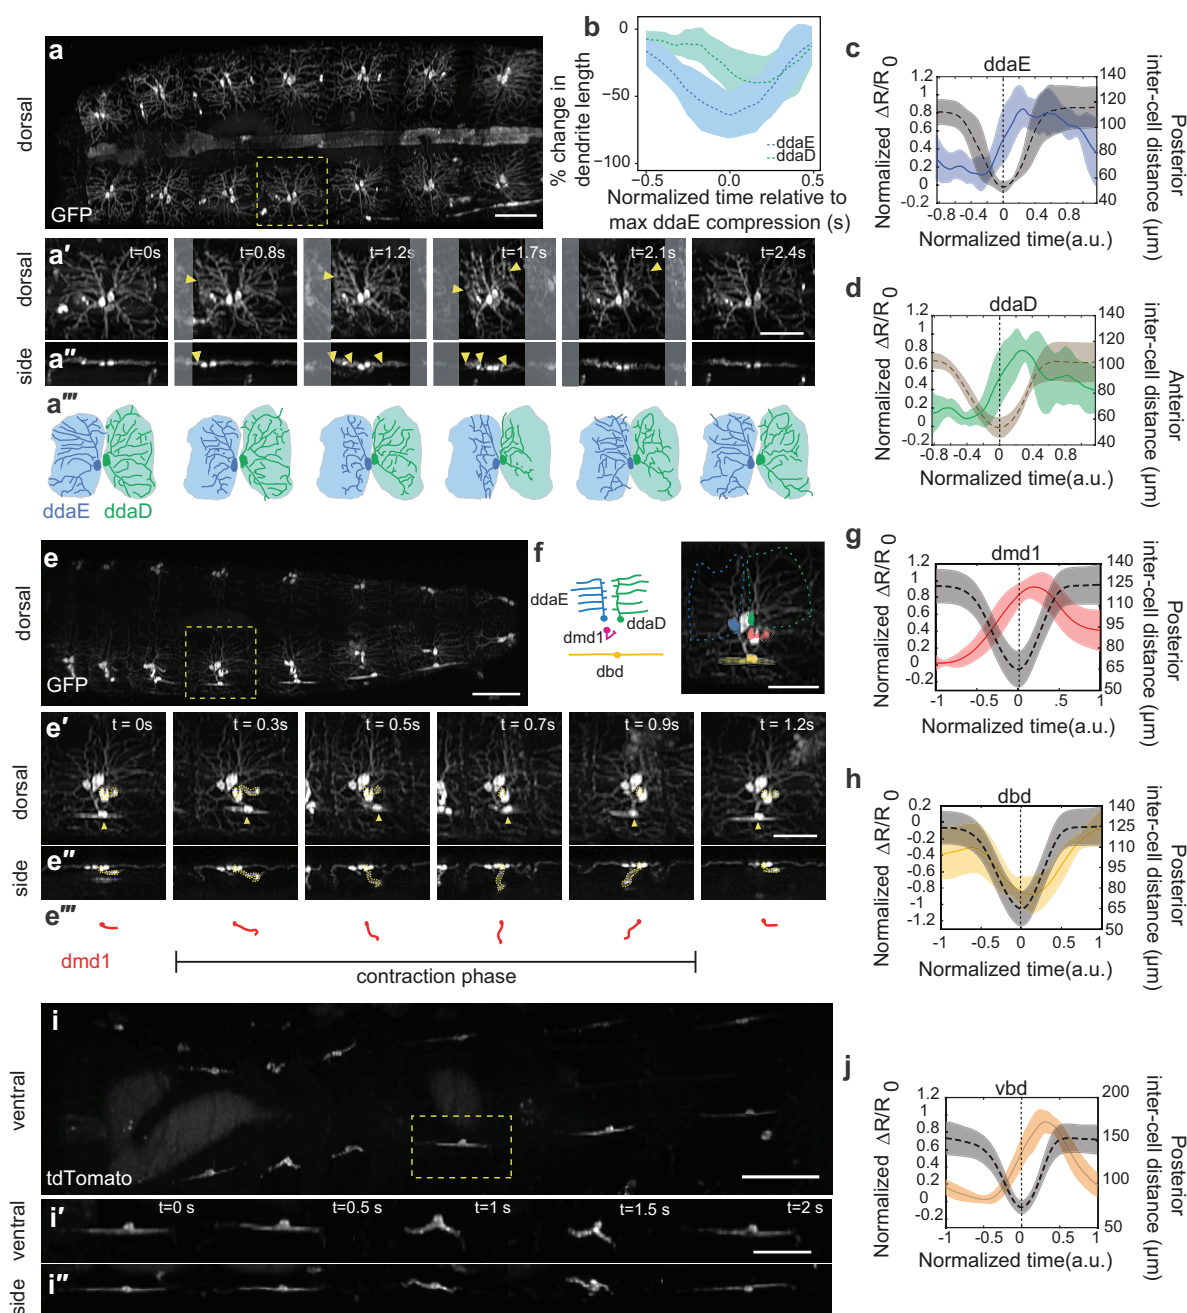 a
dorsal
GFP
a′
dorsal
t=0s
t=0.8s
t=1.2s
t=1.7s
t=2.1s
t=2.4s
a″
side
a‴
ddaE
ddaD
b
% change in
dendrite length
0
−50
−100
ddaE
ddaD
−0.5
0.0
0.5
Normalized time relative to
max ddaE compression (s)
c
ddaE
Normalized ΔR/R0
1.2
1
0.8
0.6
0.4
0.2
0
-0.2
140
120
100
80
60
40
Posterior
inter-cell distance (µm)
-0.8
-0.4
0
0.4
0.8
Normalized time(a.u.)
d
ddaD
Normalized ΔR/R0
1.2
1
0.8
0.6
0.4
0.2
0
-0.2
140
120
100
80
60
40
Anterior
inter-cell distance (µm)
-0.8
-0.4
0
0.4
0.8
Normalized time(a.u.)
e
dorsal
GFP
f
ddaE
ddaD
dmd1
dbd
e′
dorsal
t = 0s
t = 0.3s
t = 0.5s
t = 0.7s
t = 0.9s
t = 1.2s
e″
side
e‴
dmd1
contraction phase
g
dmd1
Normalized ΔR/R0
1.2
1
0.8
0.6
0.4
0.2
0
-0.2
140
125
110
95
80
65
50
Posterior
inter-cell distance (µm)
-1
-0.5
0
0.5
1
Normalized time(a.u.)
h
dbd
Normalized ΔR/R0
0.2
0
-0.2
-0.4
-0.6
-0.8
-1
-1.2
140
125
110
95
80
65
50
Posterior
inter-cell distance (µm)
-1
-0.5
0
0.5
1
Normalized time(a.u.)
i
ventral
tdTomato
i′
ventral
t=0 s
t=0.5 s
t=1 s
t=1.5 s
t=2 s
i″
side
j
vbd
Normalized ΔR/R0
1.2
1
0.8
0.6
0.4
0.2
0
-0.2
200
150
100
50
Posterior
inter-cell distance (µm)
-1
-0.5
0
0.5
1
Normalized time(a.u.)